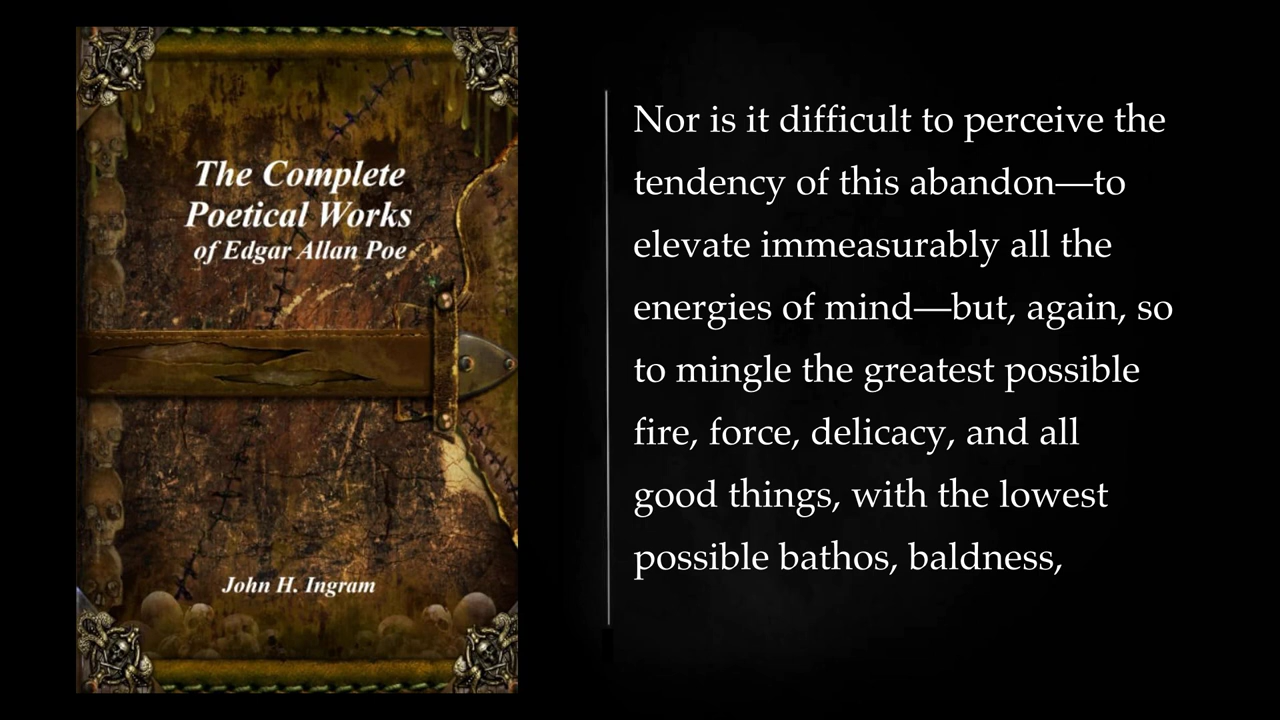 The Complete
Poetical Works
of Edgar Allan Poe
John H. Ingram
Nor is it difficult to perceive the
tendency of this abandon—to
elevate immeasurably all the
energies of mind—but, again, so
to mingle the greatest possible
fire, force, delicacy, and all
good things, with the lowest
possible bathos, baldness,